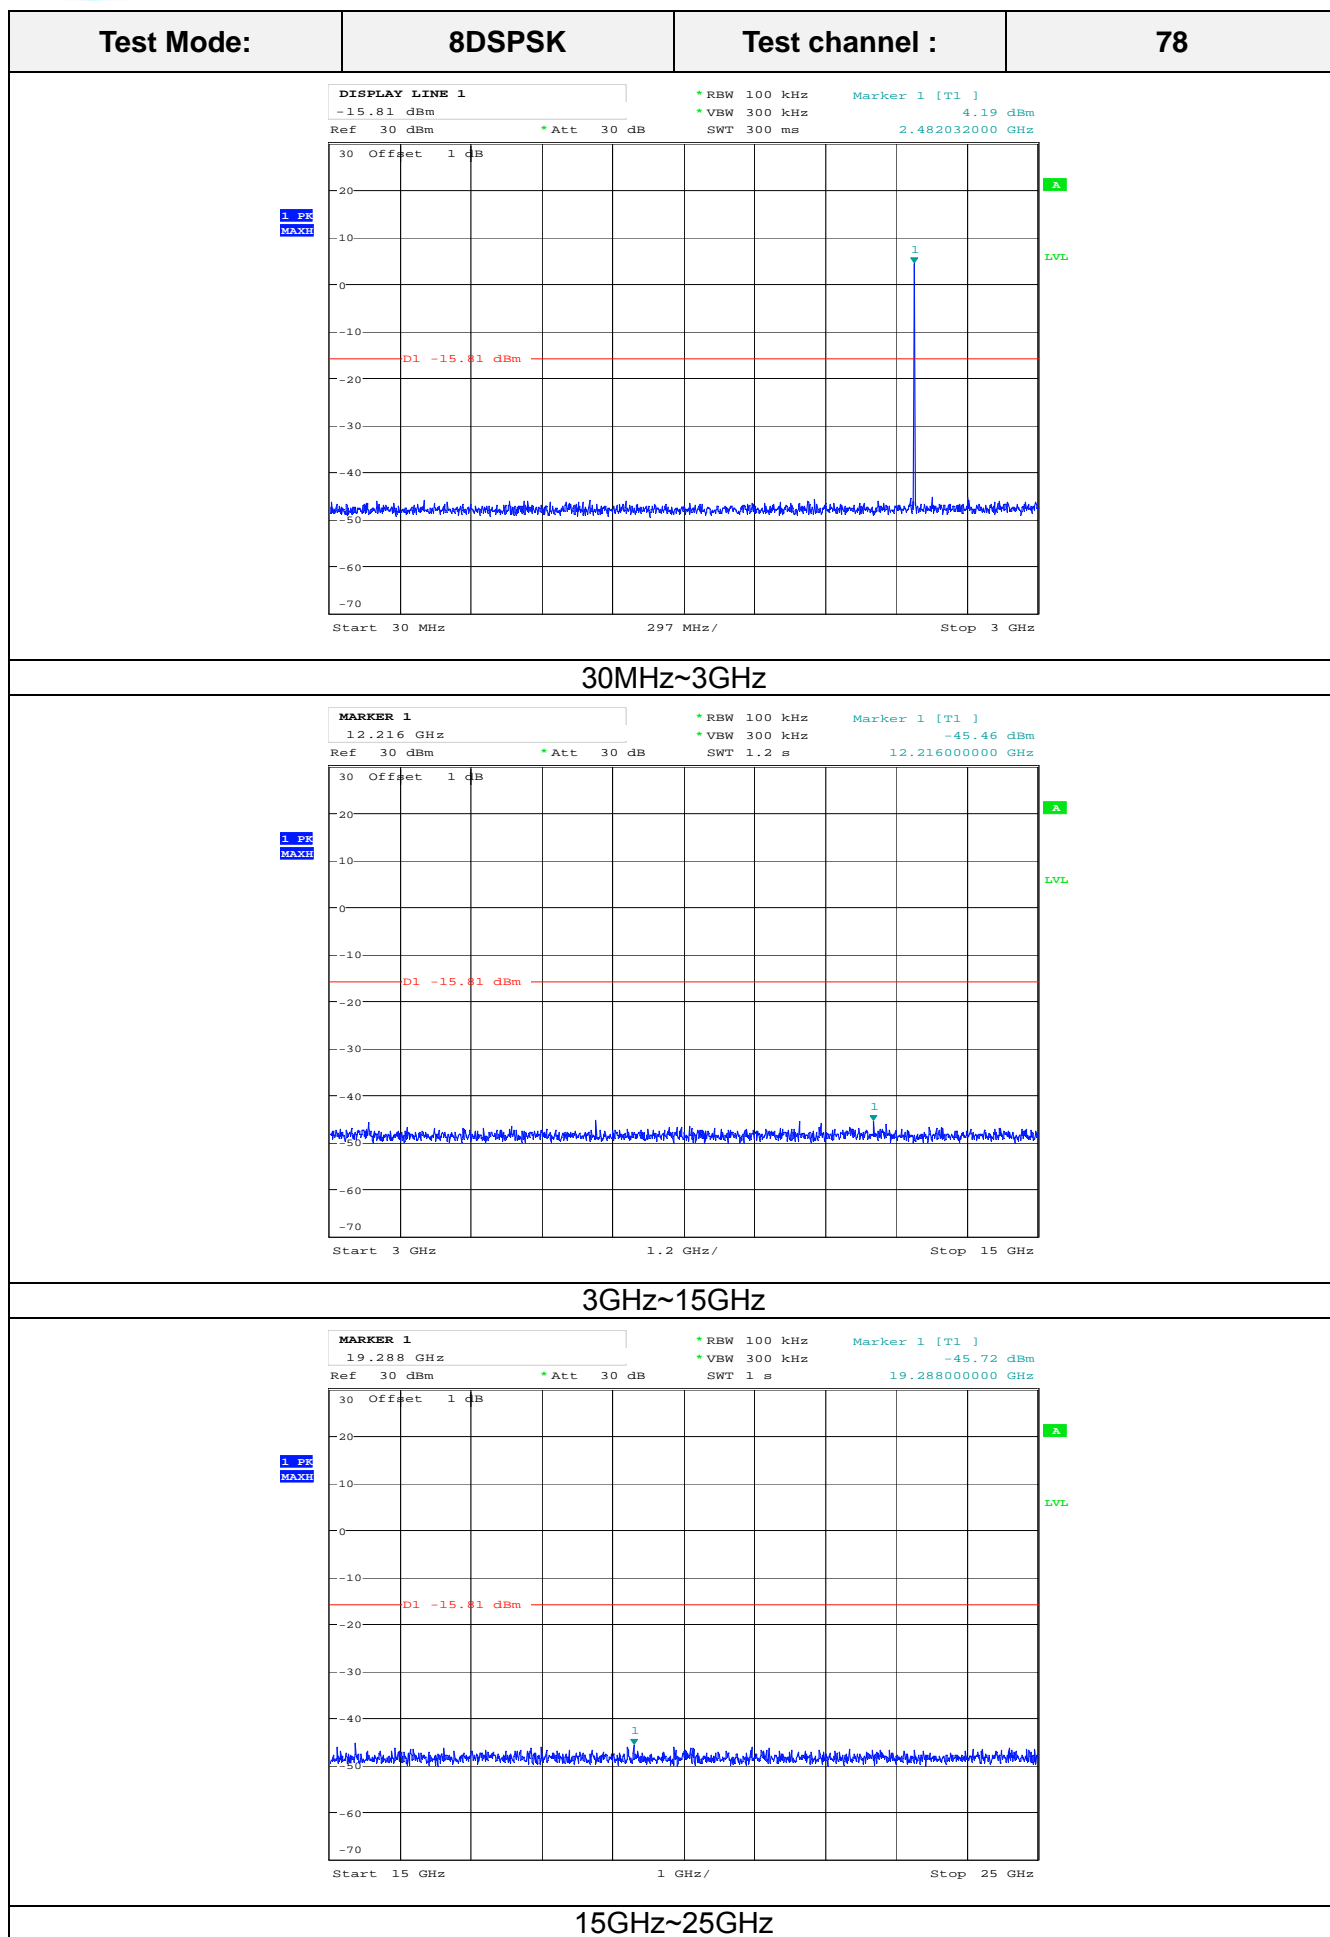 Test Mode: 8DSPSK Test channel : 78
DISPLAY LINE 1 * RBW 100 kHz Marker 1 [T1 ]
-15.81 dBm * VBW 300 kHz 4.19 dBm
Ref 30 dBm * Att 30 dB SWT 300 ms 2.482032000 GHz
30 Offset 1 dB
20
A
1 PK
MAXH
10
1
LVL
0
-10
D1 -15.81 dBm
-20
-30
-40
-50
-60
-70
Start 30 MHz 297 MHz/ Stop 3 GHz
30MHz~3GHz
MARKER 1 * RBW 100 kHz Marker 1 [T1 ]
12.216 GHz * VBW 300 kHz -45.46 dBm
Ref 30 dBm * Att 30 dB SWT 1.2 s 12.216000000 GHz
30 Offset 1 dB
20
A
1 PK
MAXH
10
LVL
0
-10
D1 -15.81 dBm
-20
-30
-40
1
-50
-60
-70
Start 3 GHz 1.2 GHz/ Stop 15 GHz
3GHz~15GHz
MARKER 1 * RBW 100 kHz Marker 1 [T1 ]
19.288 GHz * VBW 300 kHz -45.72 dBm
Ref 30 dBm * Att 30 dB SWT 1 s 19.288000000 GHz
30 Offset 1 dB
20
A
1 PK
MAXH
10
LVL
0
-10
D1 -15.81 dBm
-20
-30
-40
1
-50
-60
-70
Start 15 GHz 1 GHz/ Stop 25 GHz
15GHz~25GHz